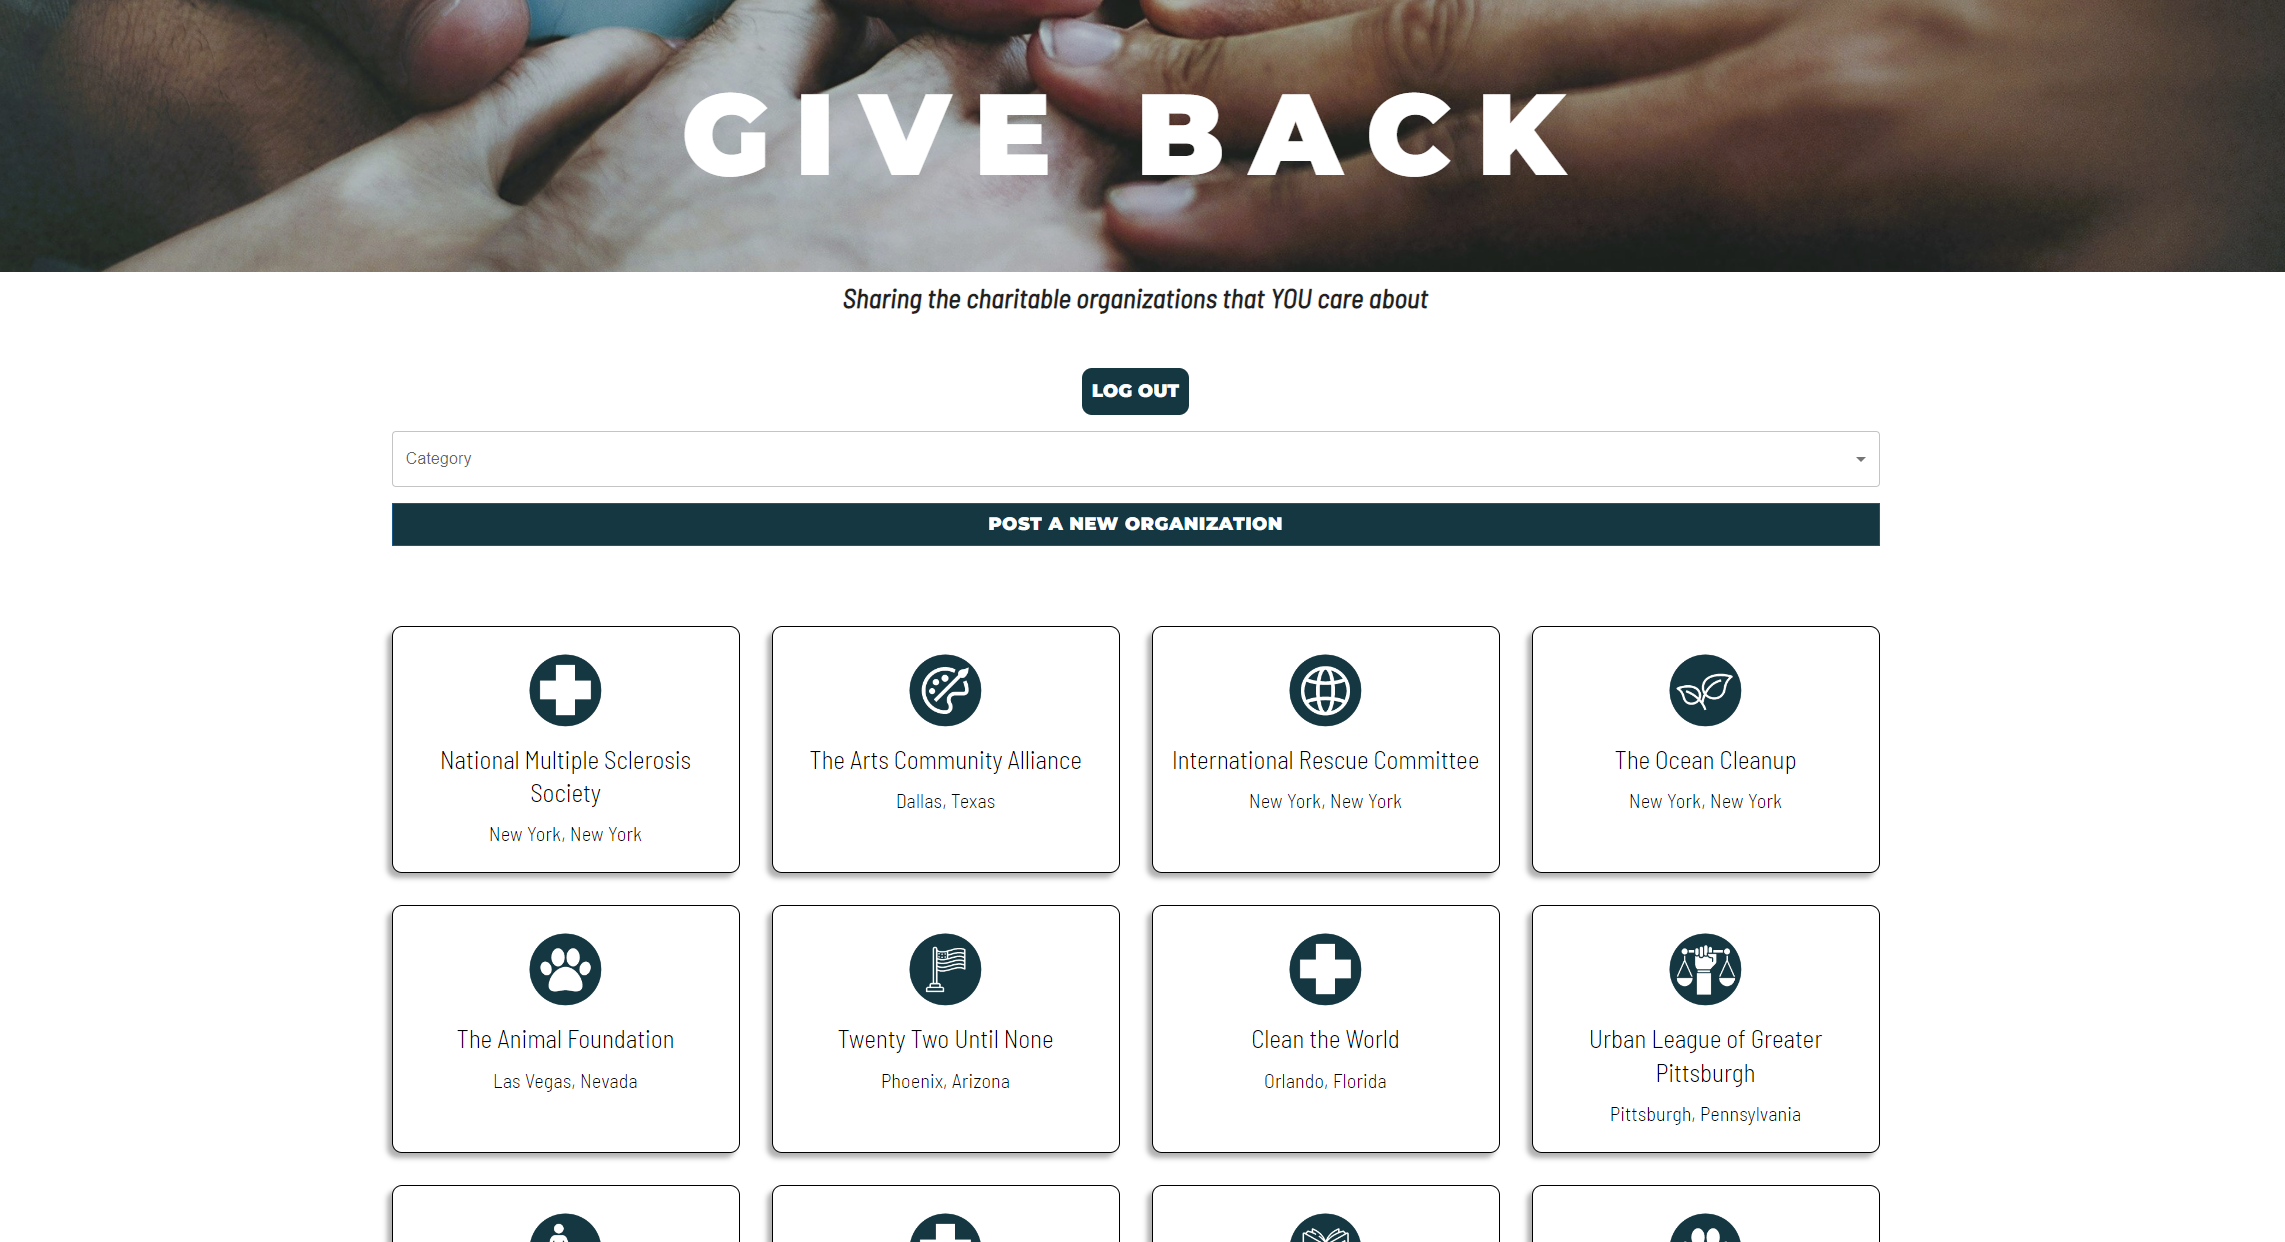 GIVE BACK
Sharing the charitable organizations that YOU care about
LOG OUT
Category
POST A NEW ORGANIZATION
National Multiple Sclerosis
Society
New York, New York
The Arts Community Alliance
Dallas, Texas
International Rescue Committee
New York, New York
The Ocean Cleanup
New York, New York
The Animal Foundation
Las Vegas, Nevada
Twenty Two Until None
Phoenix, Arizona
Clean the World
Orlando, Florida
Urban League of Greater
Pittsburgh
Pittsburgh, Pennsylvania